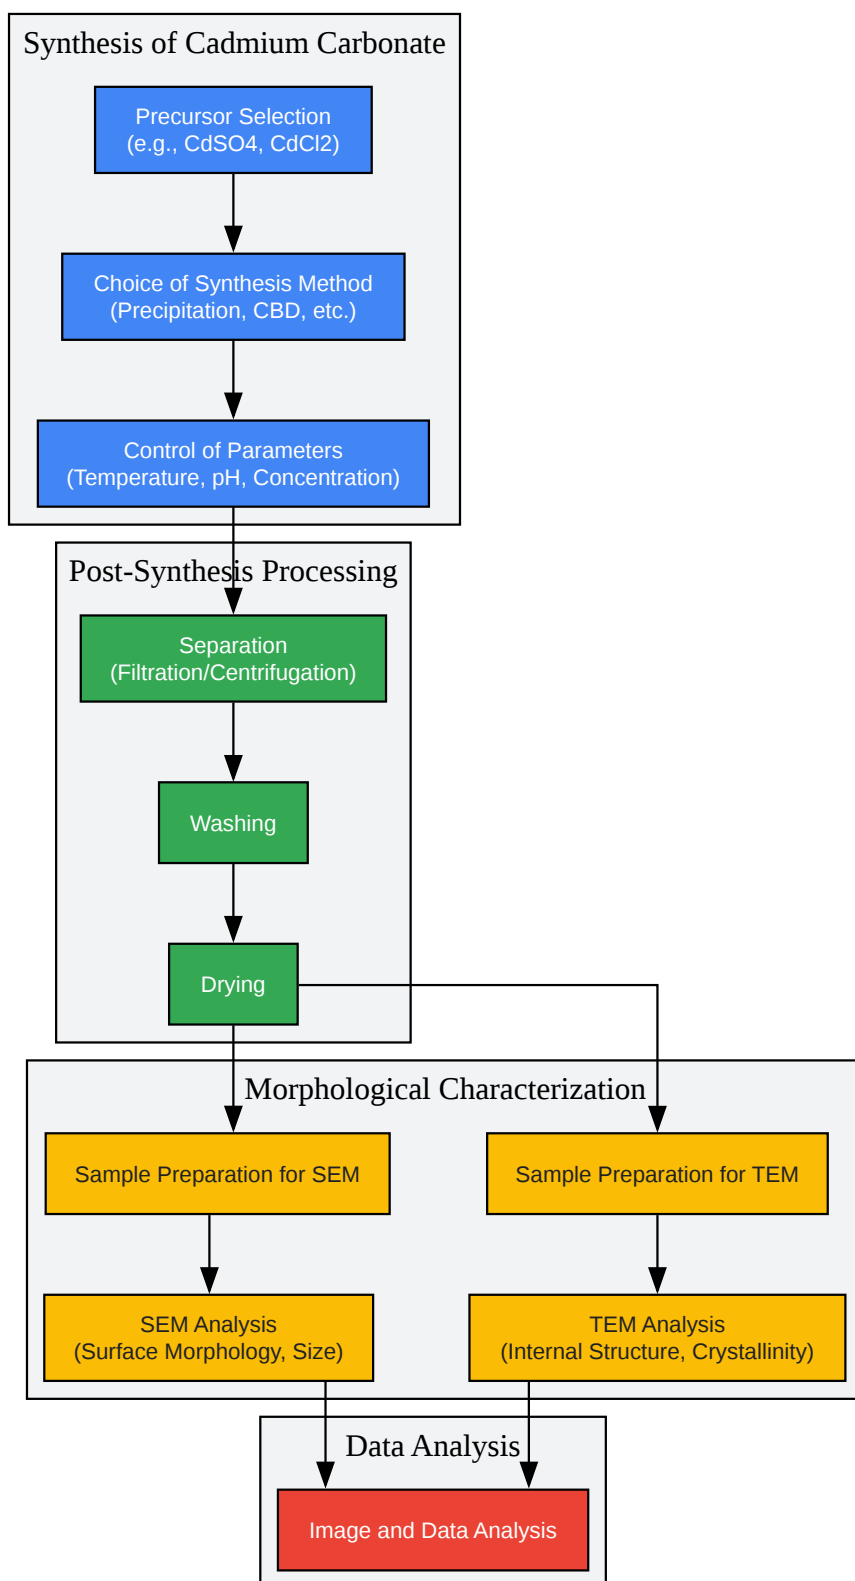 Synthesis of Cadmium Carbonate
Precursor Selection
(e.g., CdSO4, CdCl2)
Choice of Synthesis Method
(Precipitation, CBD, etc.)
Control of Parameters
(Temperature, pH, Concentration)
Post-Synthesis Processing
Separation
(Filtration/Centrifugation)
Washing
Drying
Morphological Characterization
Sample Preparation for SEM
Sample Preparation for TEM
SEM Analysis
(Surface Morphology, Size)
TEM Analysis
(Internal Structure, Crystallinity)
Data Analysis
Image and Data Analysis